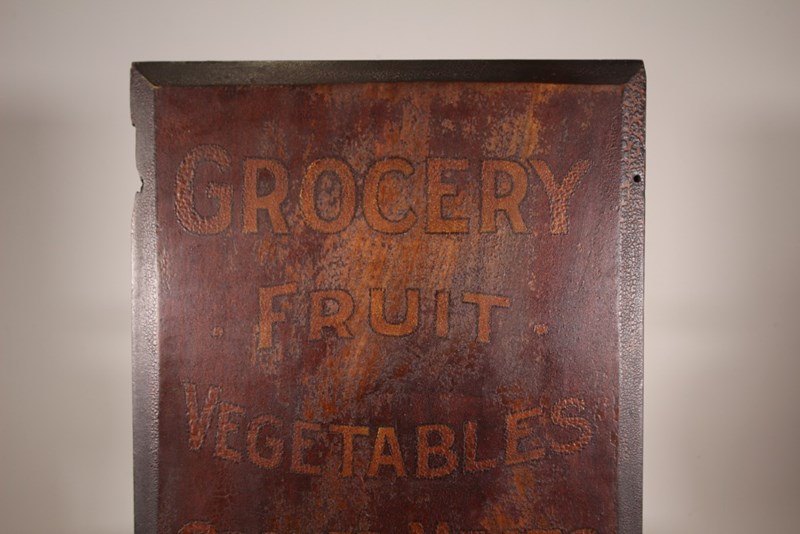 GROCERY
· FRUIT ·
VEGETABLES